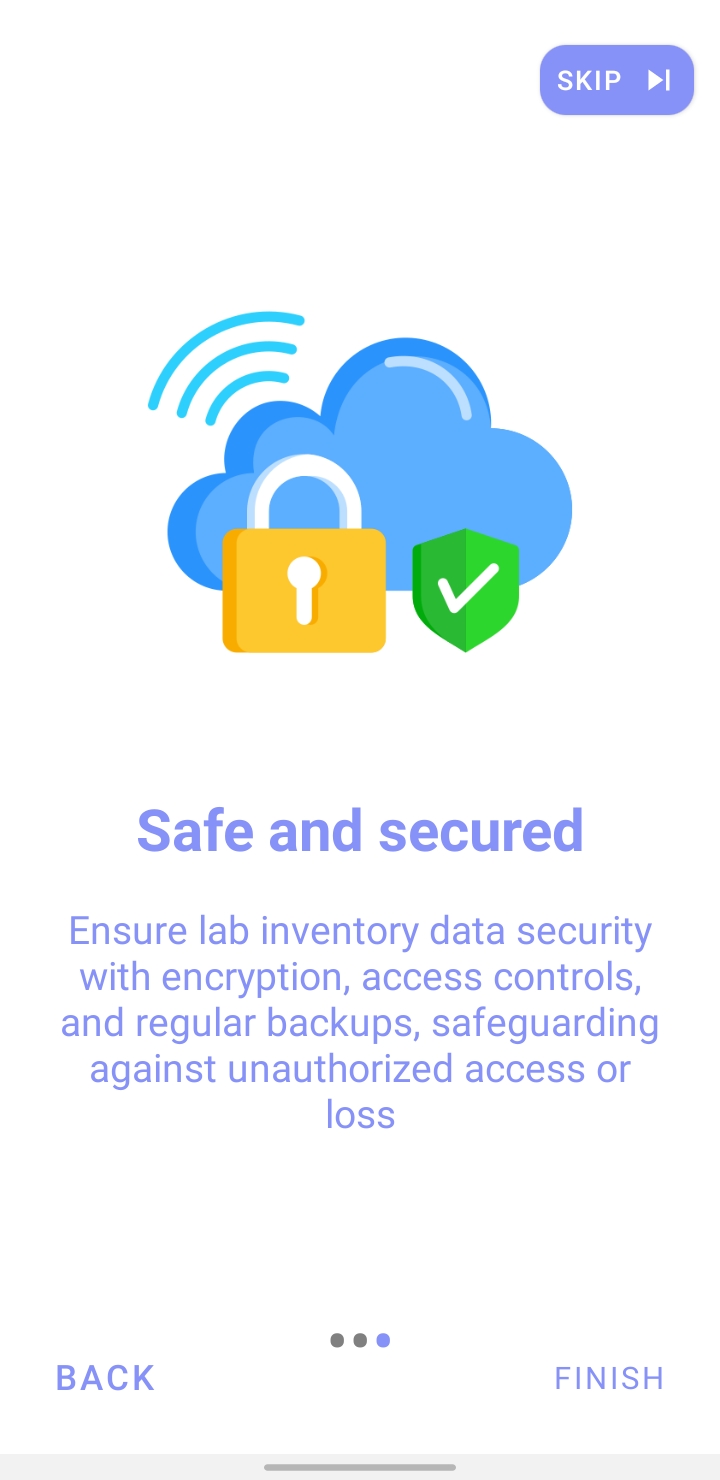 SKIP
Safe and secured
Ensure lab inventory data security
with encryption, access controls,
and regular backups, safeguarding
against unauthorized access or
loss
BACK
FINISH